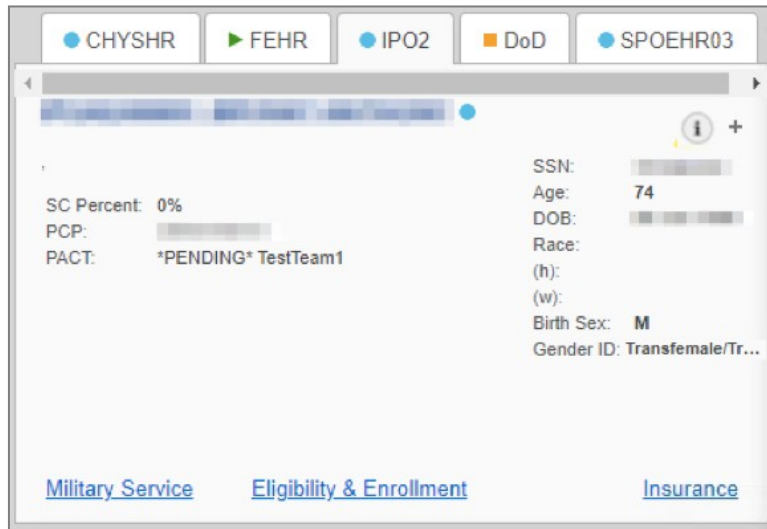 CHYSHR FEHR IPO2 DoD SPOEHR03
SSN:
Age: 74
SC Percent: 0%
DOB:
PCP:
Race:
PACT: *PENDING* TestTeam1
(h):
(w):
Birth Sex: M
Gender ID: Transfemale/Tr...
Military Service Eligibility & Enrollment Insurance